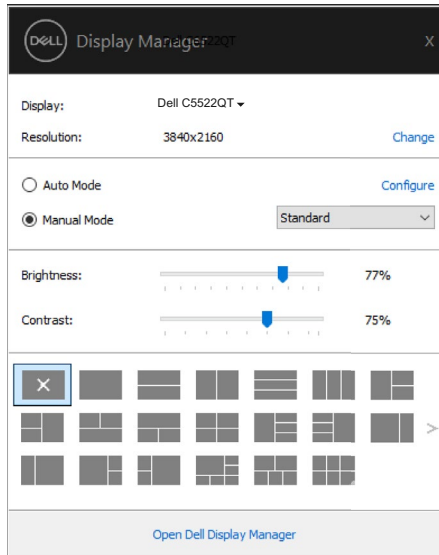 DELL Display Manager X
Display: Dell C5522QT
Resolution: 3840x2160 Change
Auto Mode Configure
Manual Mode Standard
Brightness: 77%
Contrast: 75%
>
Open Dell Display Manager